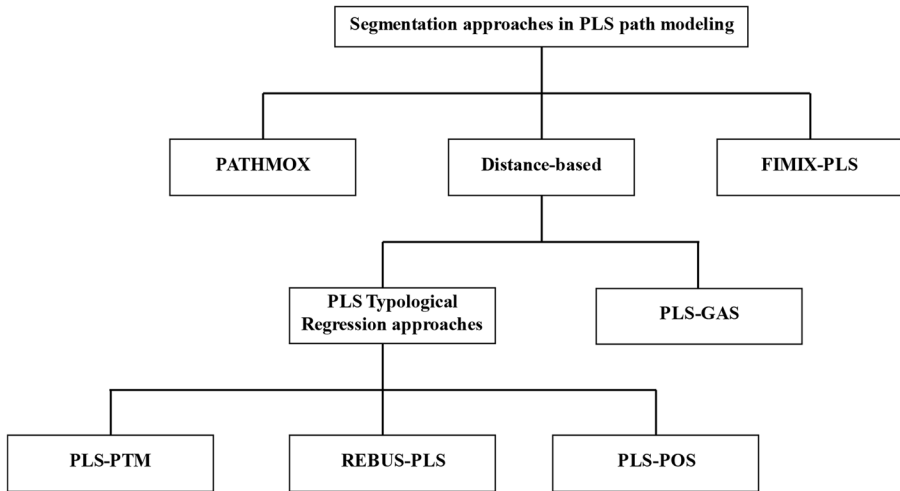 Segmentation approaches in PLS path modeling
PATHMOX
Distance-based
FIMIX-PLS
PLS Typological
Regression approaches
PLS-GAS
PLS-PTM
REBUS-PLS
PLS-POS